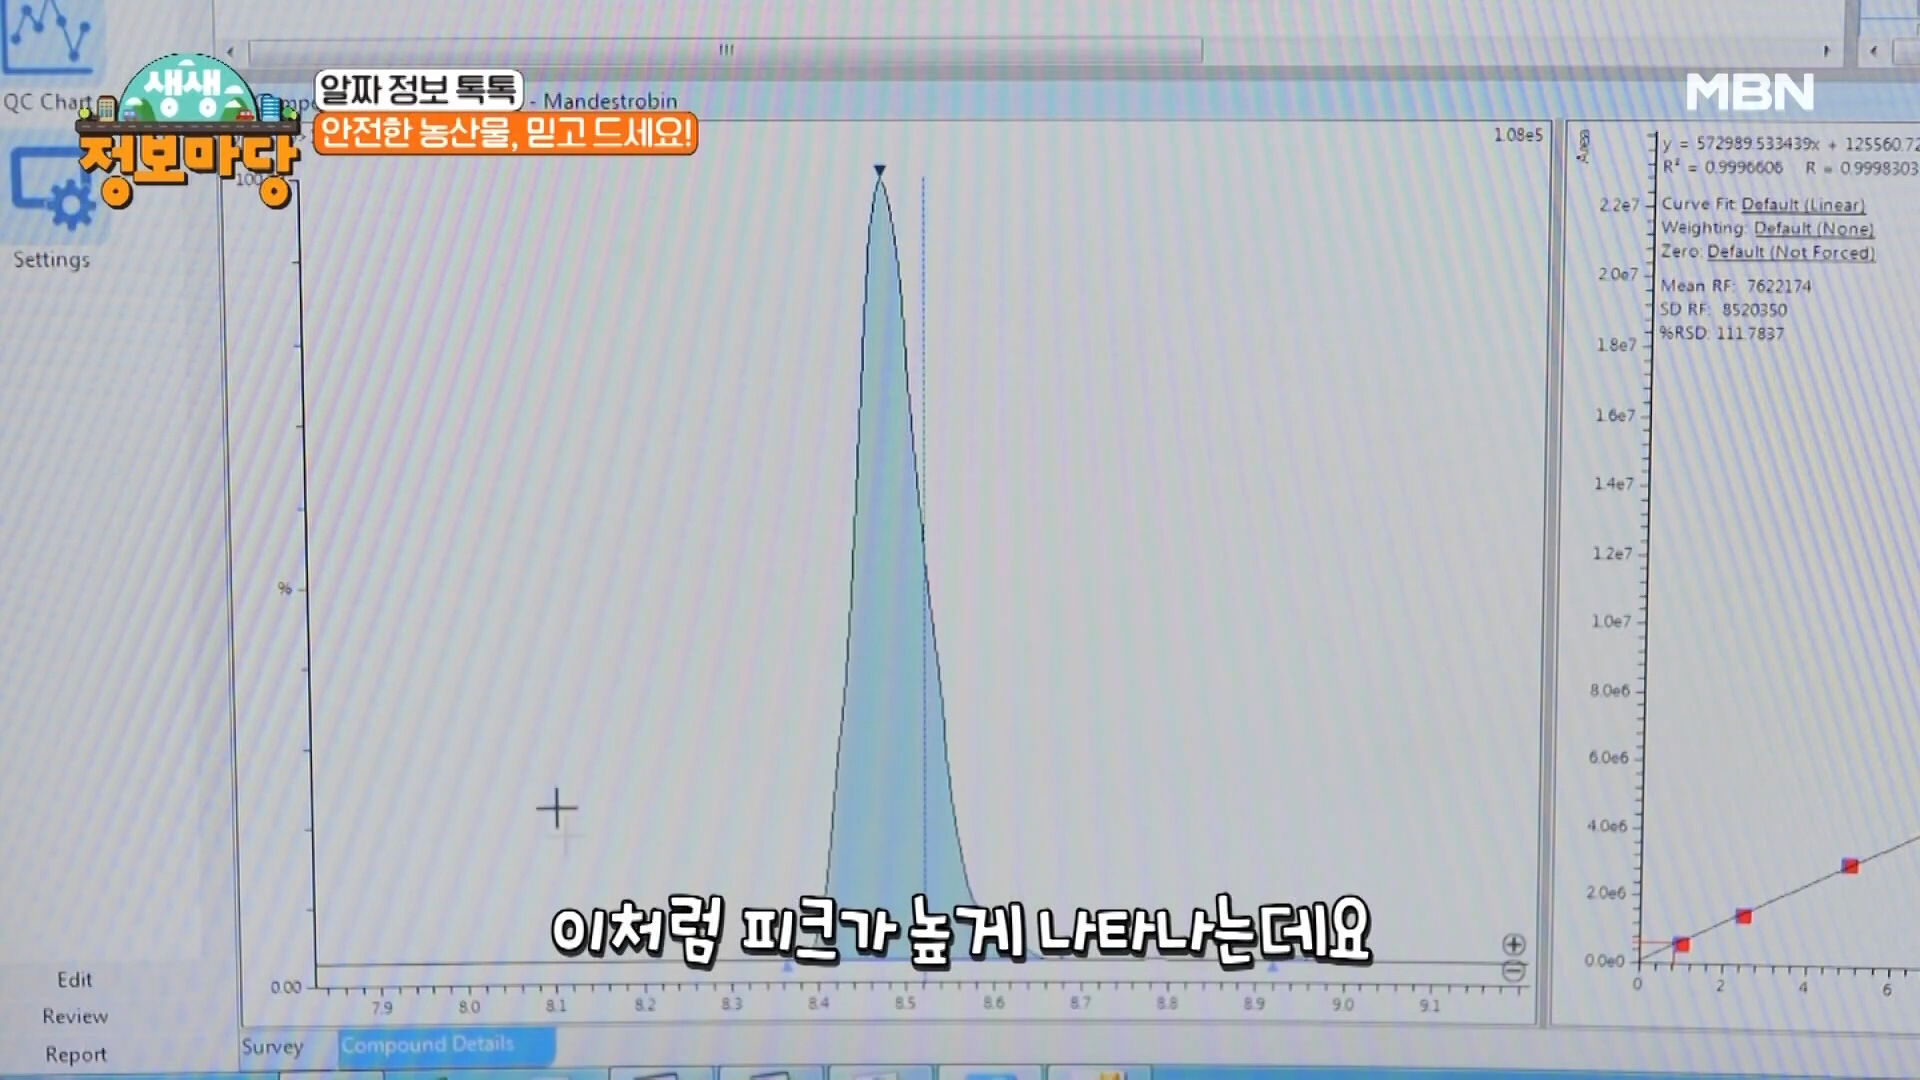 QC Chart
생생
정보마당
알짜 정보 톡톡
- Mandestrobin
안전한 농산물, 믿고 드세요!
MBN
Settings
1.08e5
100
%
0.00
7.9 8.0 8.1 8.2 8.3 8.4 8.5 8.6 8.7 8.8 8.9 9.0 9.1
Area
y = 572989.533439x + 125560.72
R² = 0.9996606 R = 0.9998303
Curve Fit: Default (Linear)
Weighting: Default (None)
Zero: Default (Not Forced)
Mean RF: 7622174
SD RF: 8520350
%RSD: 111.7837
2.2e7
2.0e7
1.8e7
1.6e7
1.4e7
1.2e7
1.0e7
8.0e6
6.0e6
4.0e6
2.0e6
0.0e0
0 2 4 6
이처럼 피크가 높게 나타나는데요
Edit
Review
Report
Survey
Compound Details